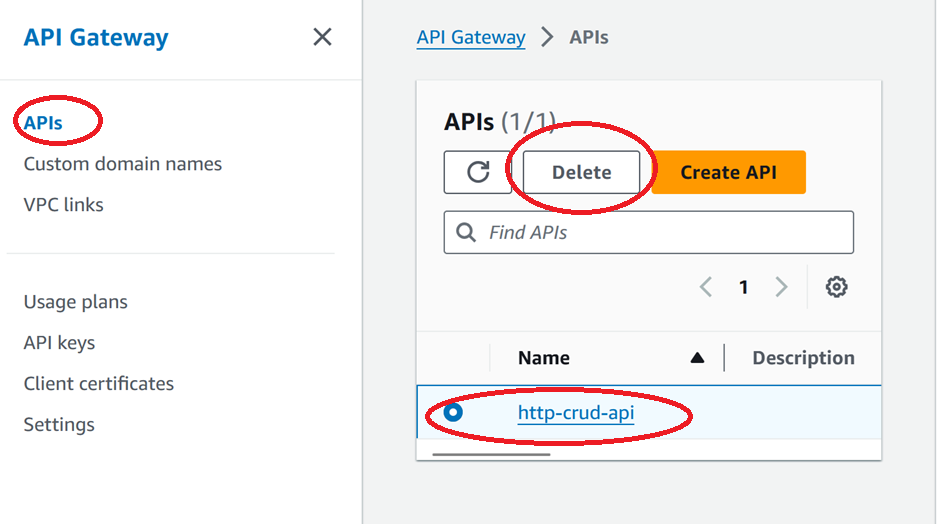 API Gateway
APIs
Custom domain names
VPC links
Usage plans
API keys
Client certificates
Settings
API Gateway > APIs
APIs (1/1)
Delete
Create API
Find APIs
1
Name
Description
http-crud-api